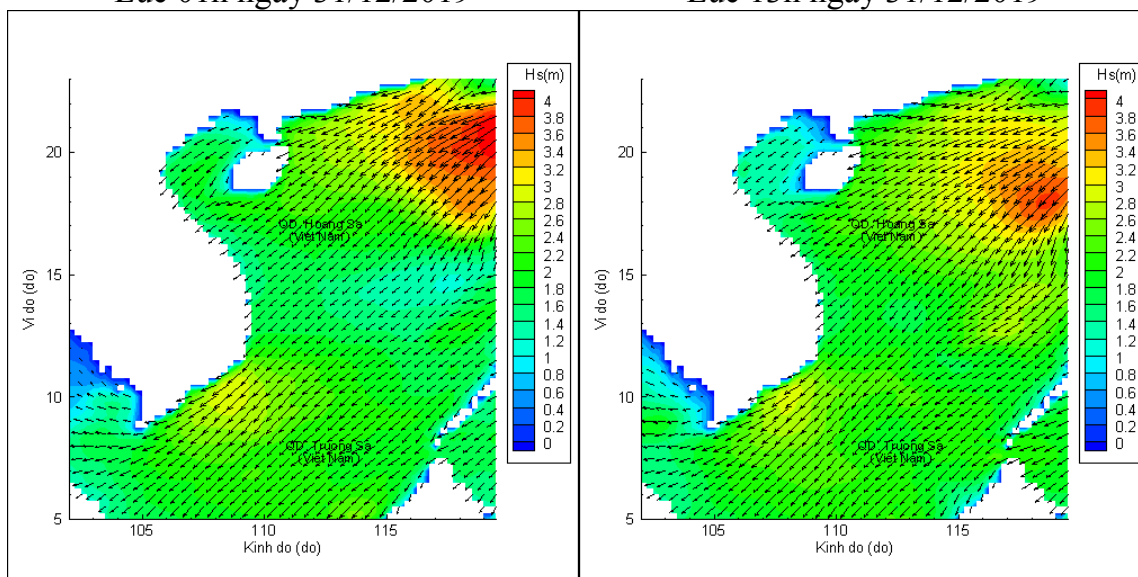 Lúc 01h ngày 31/12/2019
Hs(m)
4
3.8
3.6
3.4
3.2
3
2.8
2.6
2.4
2.2
2
1.8
1.6
1.4
1.2
1
0.8
0.6
0.4
0.2
0
20
15
10
5
Vi do (do)
QD. Hoang Sa
(Viet Nam)
QD. Truong Sa
(Viet Nam)
105 110 115
Kinh do (do)
Lúc 13h ngày 31/12/2019
Hs(m)
4
3.8
3.6
3.4
3.2
3
2.8
2.6
2.4
2.2
2
1.8
1.6
1.4
1.2
1
0.8
0.6
0.4
0.2
0
20
15
10
5
Vi do (do)
QD. Hoang Sa
(Viet Nam)
QD. Truong Sa
(Viet Nam)
105 110 115
Kinh do (do)